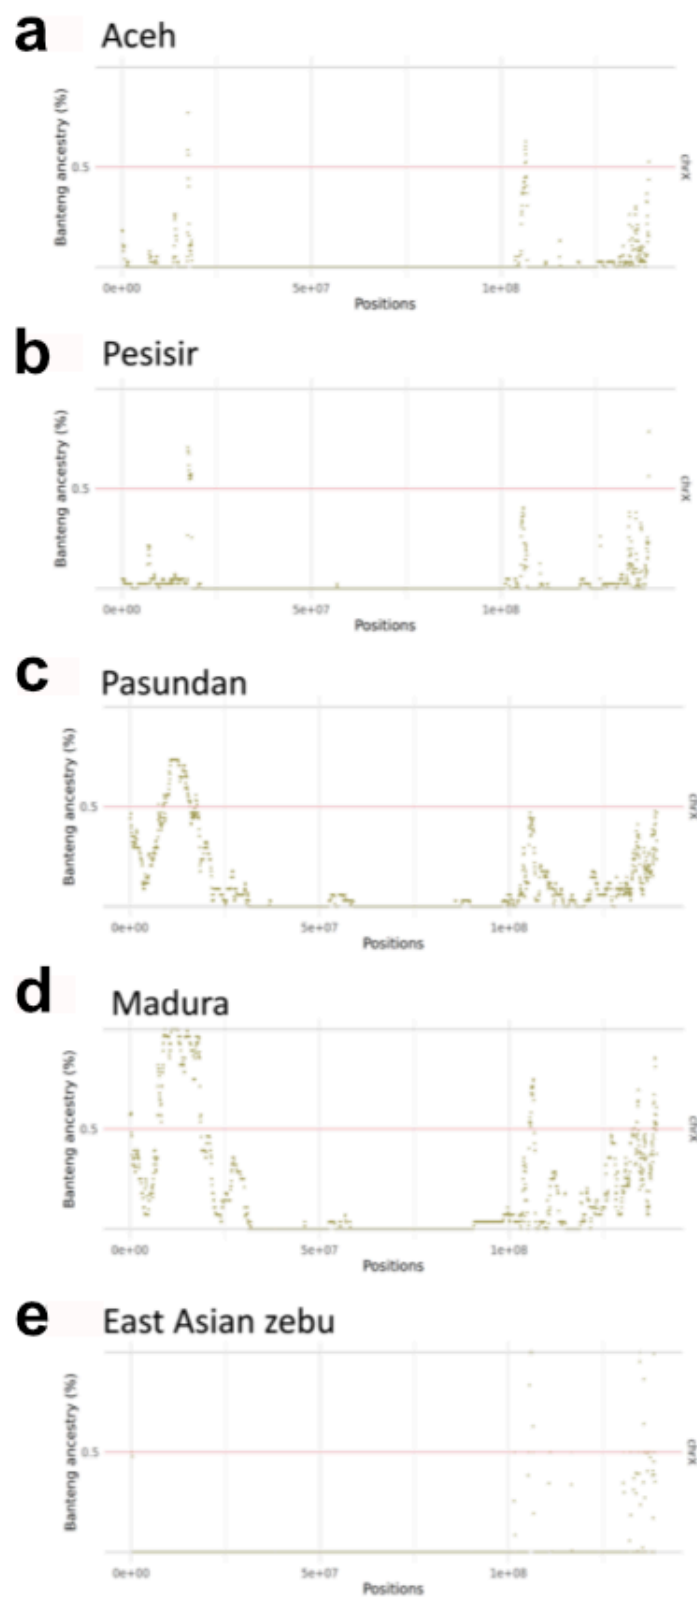 a Aceh
Banteng ancestry (%)
0.5
chrX
0e+00 5e+07 1e+08
Positions
b Pesisir
Banteng ancestry (%)
0.5
chrX
0e+00 5e+07 1e+08
Positions
c Pasundan
Banteng ancestry (%)
0.5
chrX
0e+00 5e+07 1e+08
Positions
d Madura
Banteng ancestry (%)
0.5
chrX
0e+00 5e+07 1e+08
Positions
e East Asian zebu
Banteng ancestry (%)
0.5
chrX
0e+00 5e+07 1e+08
Positions